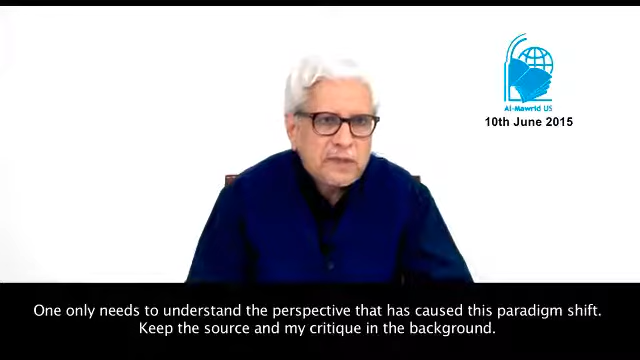 Al-Mawrid US
10th June 2015
One only needs to understand the perspective that has caused this paradigm shift.
Keep the source and my critique in the background.